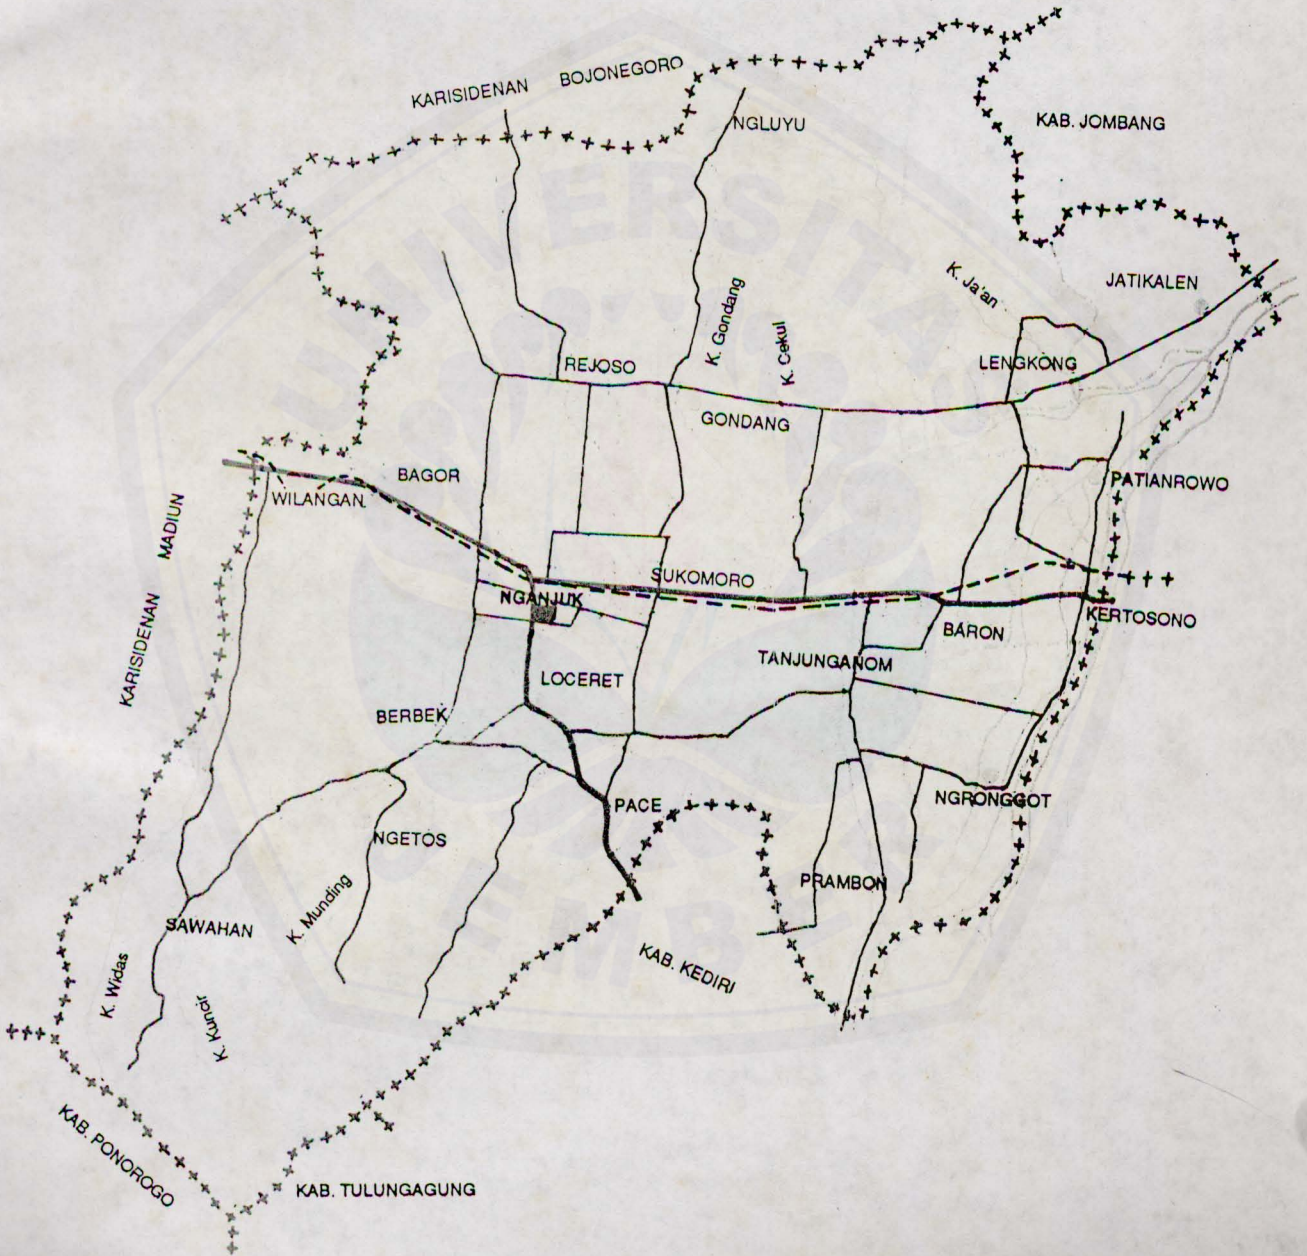 KARISIDENAN BOJONEGORO
NGLUYU
KAB. JOMBANG
K. Ja'an
JATIKALEN
K. Gondang
K. Cekul
REJOSO
LENGKONG
GONDANG
BAGOR
WILANGAN
PATIANROWO
KARISIDENAN MADIUN
SUKOMORO
NGANJUK
KERTOSONO
BARON
TANJUNGANOM
LOCERET
BERBEK
PACE
NGRONGGOT
NGETOS
PRAMBON
K. Munding
SAWAHAN
KAB. KEDIRI
K. Widas
K. Kuncir
KAB. PONOROGO
KAB. TULUNGAGUNG
UNIVERSITAS
JEMBER